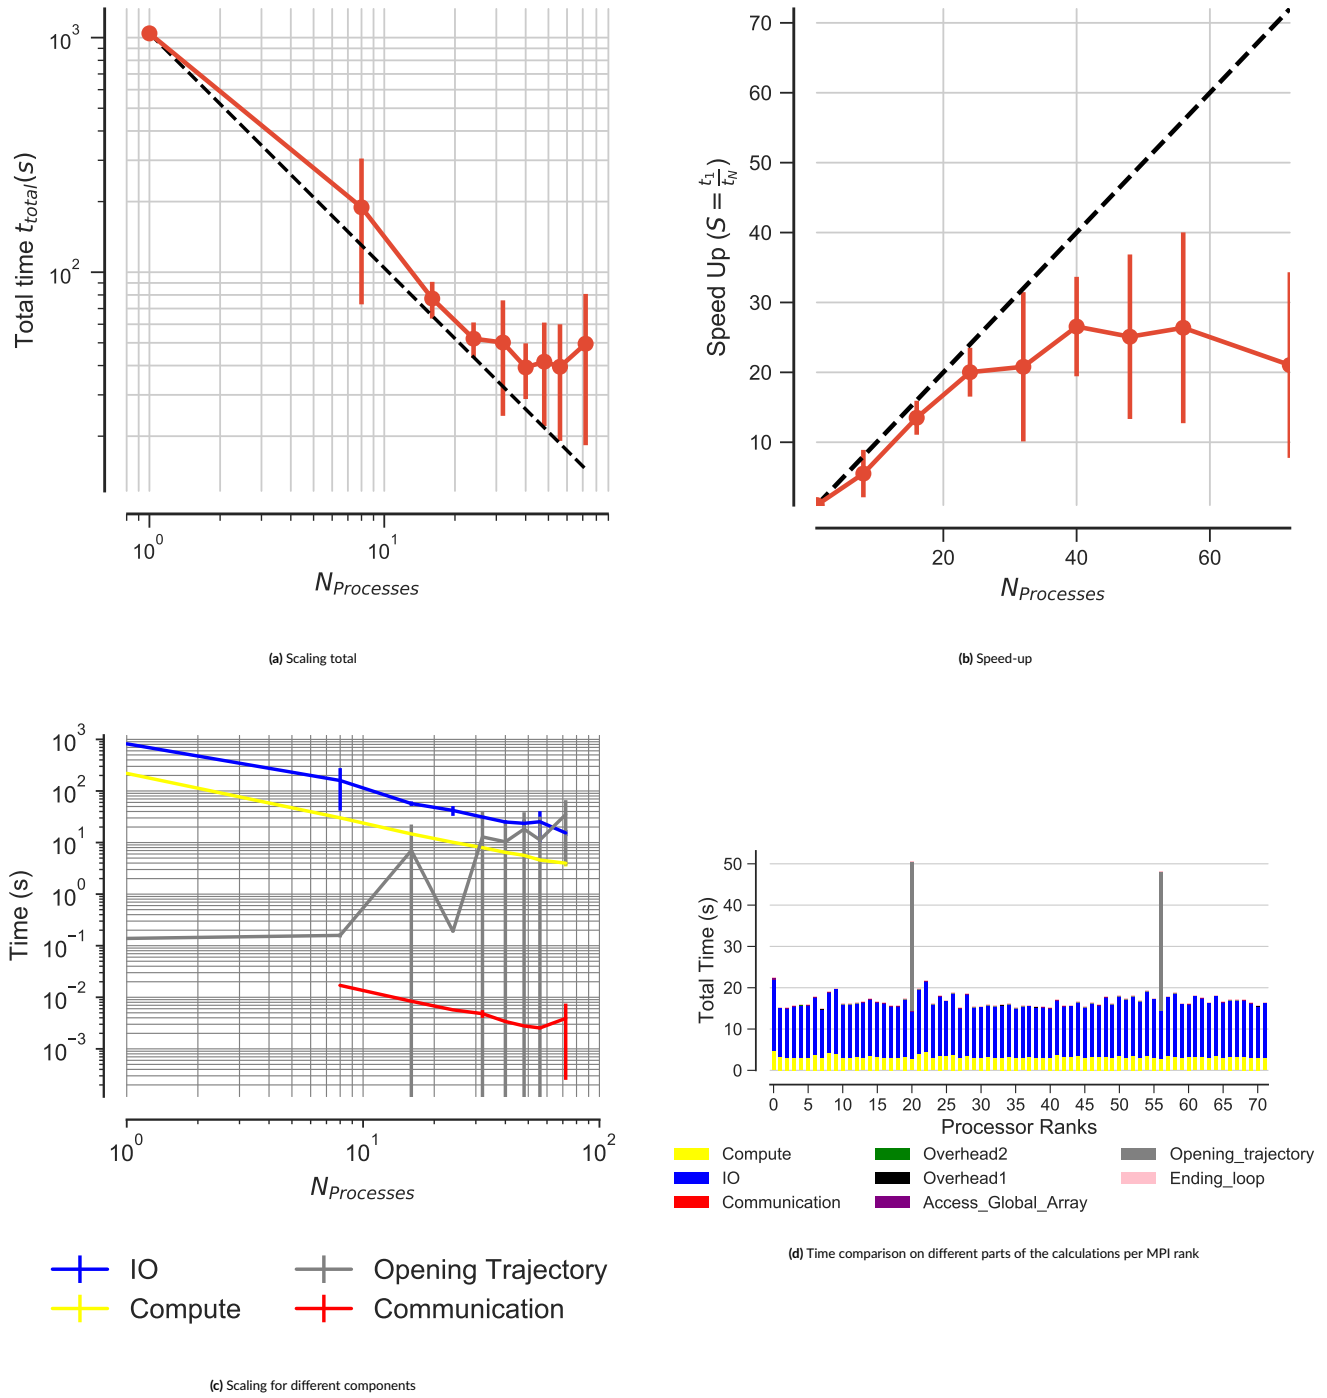 10^3
10^2
Total time t_total(s)
10^0 10^1
N_Processes
(a) Scaling total
70
60
50
40
30
20
10
Speed Up (S = t_1/t_N)
20 40 60
N_Processes
(b) Speed-up
10^3
10^2
10^1
10^0
10^−1
10^−2
10^−3
Time (s)
10^0 10^1 10^2
N_Processes
IO
Opening Trajectory
Compute
Communication
(c) Scaling for different components
50
40
30
20
10
0
Total Time (s)
0 5 10 15 20 25 30 35 40 45 50 55 60 65 70
Processor Ranks
Compute
Overhead2
Opening_trajectory
IO
Overhead1
Ending_loop
Communication
Access_Global_Array
(d) Time comparison on different parts of the calculations per MPI rank